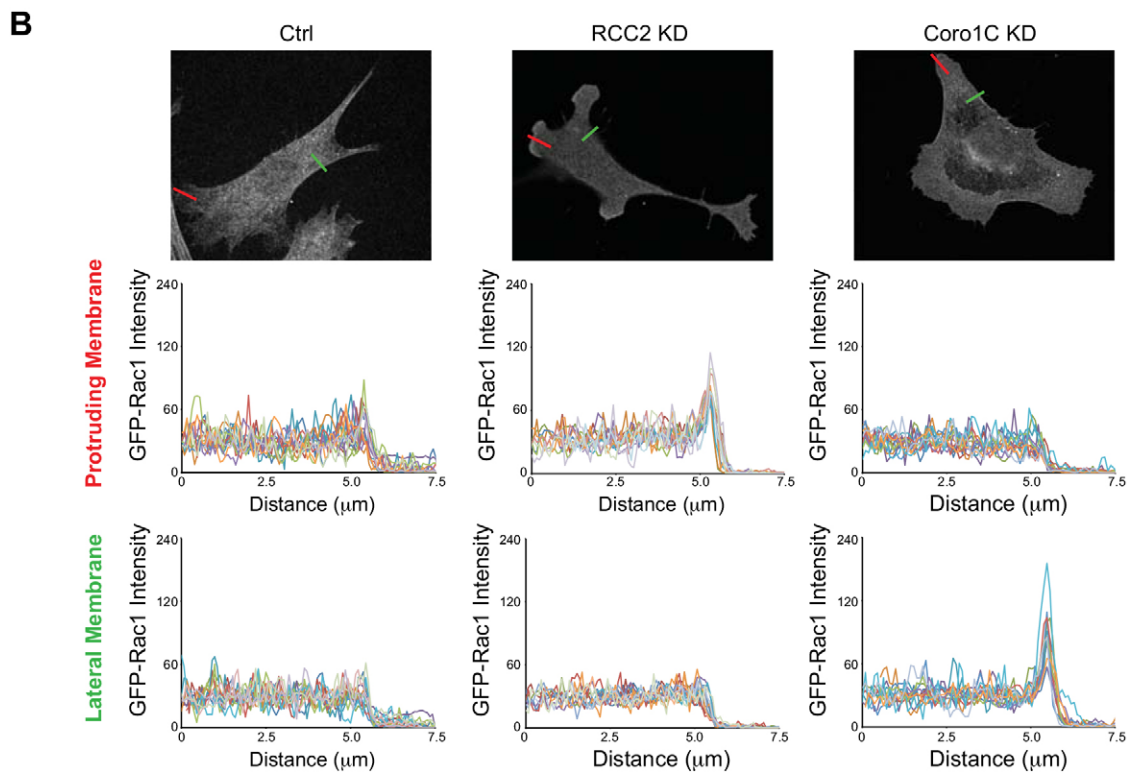 B
Ctrl
RCC2 KD
Coro1C KD
Protruding Membrane
GFP-Rac1 Intensity
240
120
60
0
0
2.5
5.0
7.5
Distance (μm)
GFP-Rac1 Intensity
240
120
60
0
0
2.5
5.0
7.5
Distance (μm)
GFP-Rac1 Intensity
240
120
60
0
0
2.5
5.0
7.5
Distance (μm)
Lateral Membrane
GFP-Rac1 Intensity
240
120
60
0
0
2.5
5.0
7.5
Distance (μm)
GFP-Rac1 Intensity
240
120
60
0
0
2.5
5.0
7.5
Distance (μm)
GFP-Rac1 Intensity
240
120
60
0
0
2.5
5.0
7.5
Distance (μm)